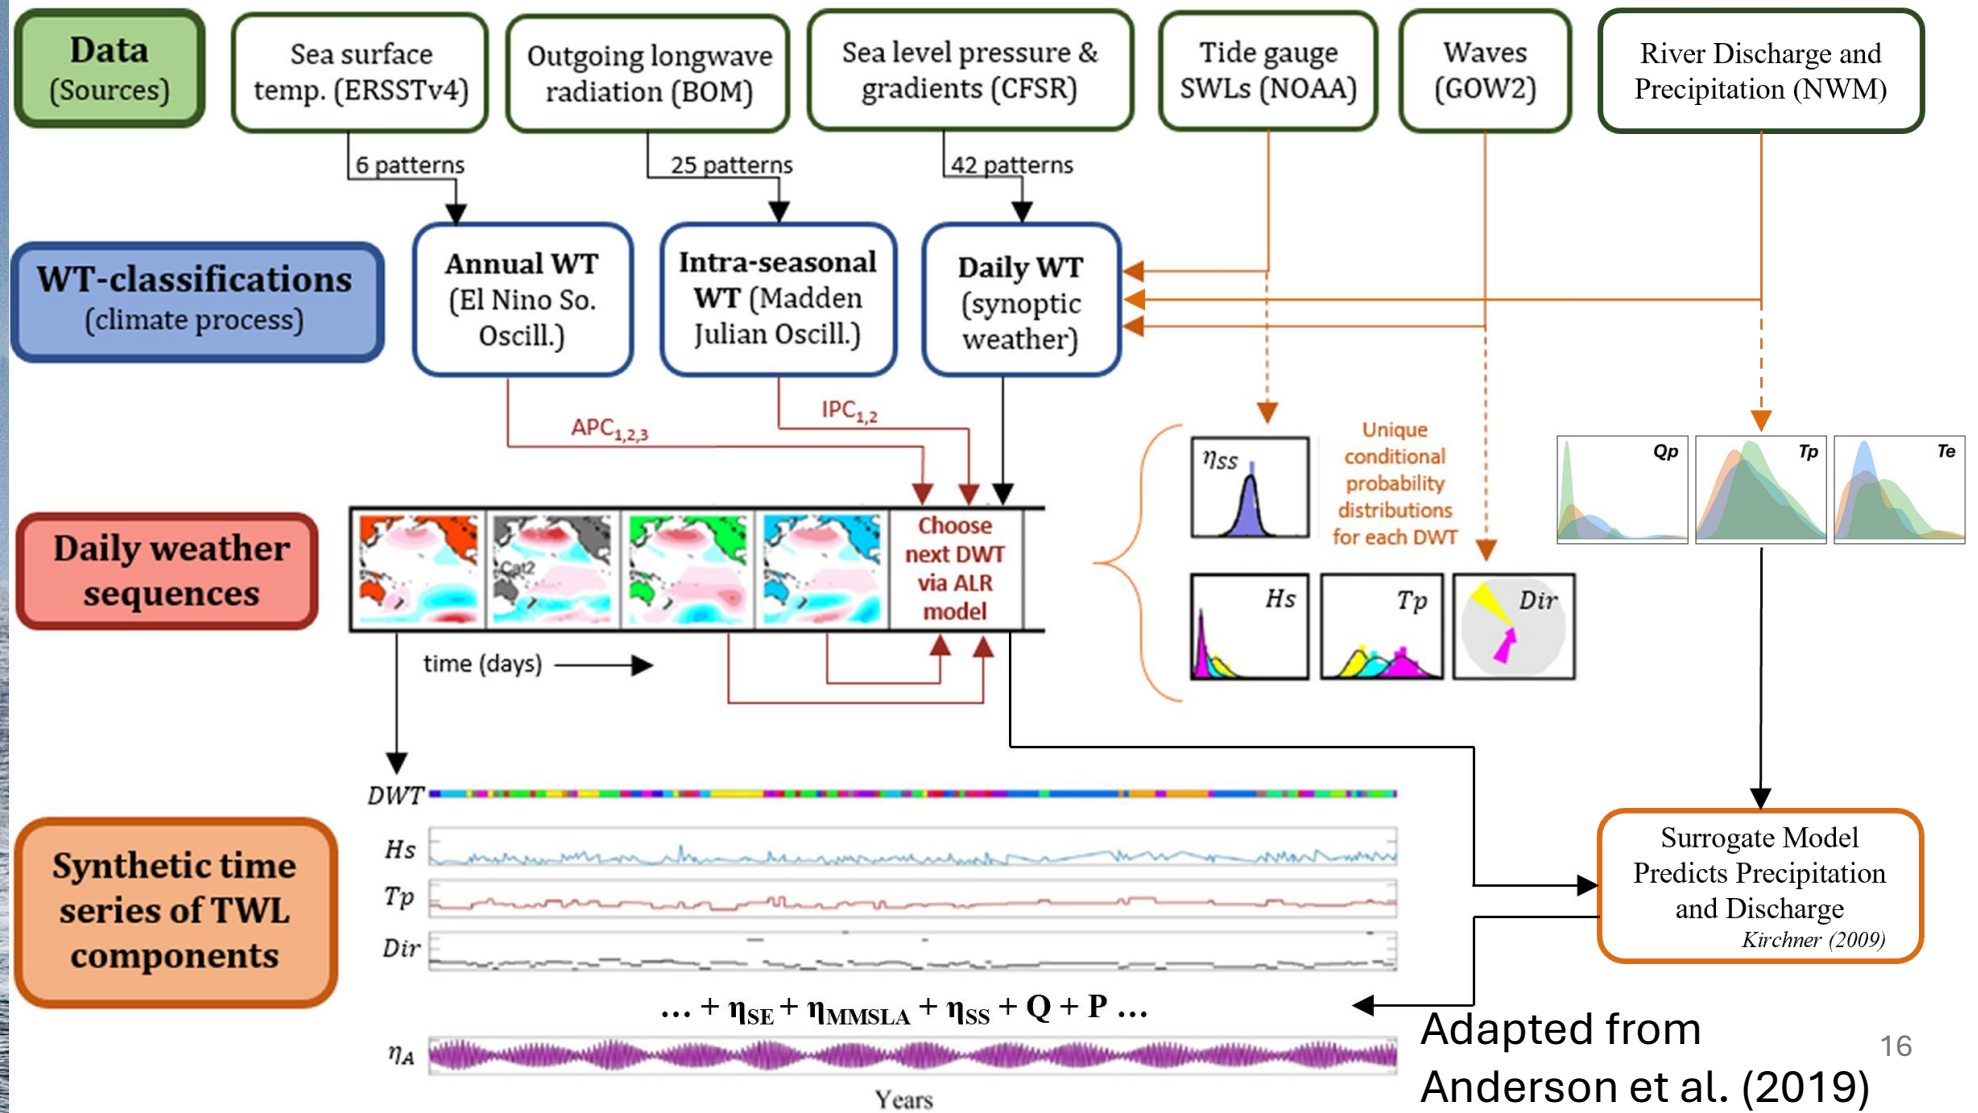 Data
(Sources)
Sea surface
temp. (ERSSTv4)
Outgoing longwave
radiation (BOM)
Sea level pressure &
gradients (CFSR)
Tide gauge
SWLs (NOAA)
Waves
(GOW2)
River Discharge and
Precipitation (NWM)
6 patterns
25 patterns
42 patterns
WT-classifications
(climate process)
Annual WT
(El Nino So.
Oscill.)
Intra-seasonal
WT (Madden
Julian Oscill.)
Daily WT
(synoptic
weather)
APC1,2,3
IPC1,2
Daily weather
sequences
Cat2
Choose
next DWT
via ALR
model
time (days)
ηSS
Unique
conditional
probability
distributions
for each DWT
Hs
Tp
Dir
Qp
Tp
Te
Synthetic time
series of TWL
components
DWT
Hs
Tp
Dir
... + ηSE + ηMMSLA + ηSS + Q + P ...
ηA
Years
Surrogate Model
Predicts Precipitation
and Discharge
Kirchner (2009)
Adapted from
Anderson et al. (2019)
16